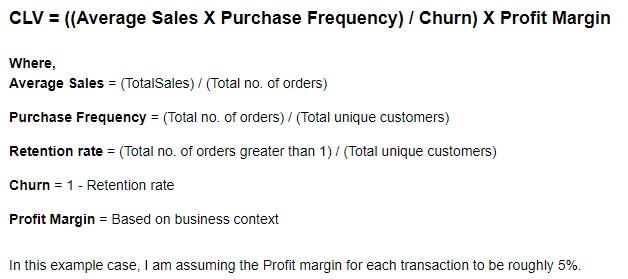 CLV = ((Average Sales X Purchase Frequency) / Churn) X Profit Margin
Where,
Average Sales = (TotalSales) / (Total no. of orders)
Purchase Frequency = (Total no. of orders) / (Total unique customers)
Retention rate = (Total no. of orders greater than 1) / (Total unique customers)
Churn = 1 - Retention rate
Profit Margin = Based on business context
In this example case, I am assuming the Profit margin for each transaction to be roughly 5%.